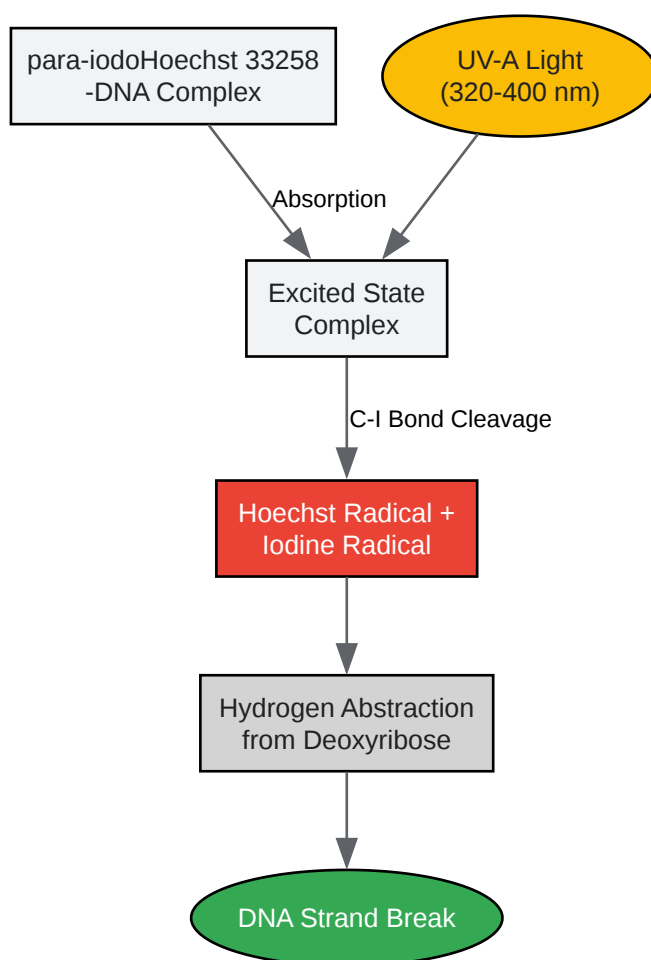 para-iodoHoechst 33258
-DNA Complex
UV-A Light
(320-400 nm)
Absorption
Excited State
Complex
C-I Bond Cleavage
Hoechst Radical +
Iodine Radical
Hydrogen Abstraction
from Deoxyribose
DNA Strand Break